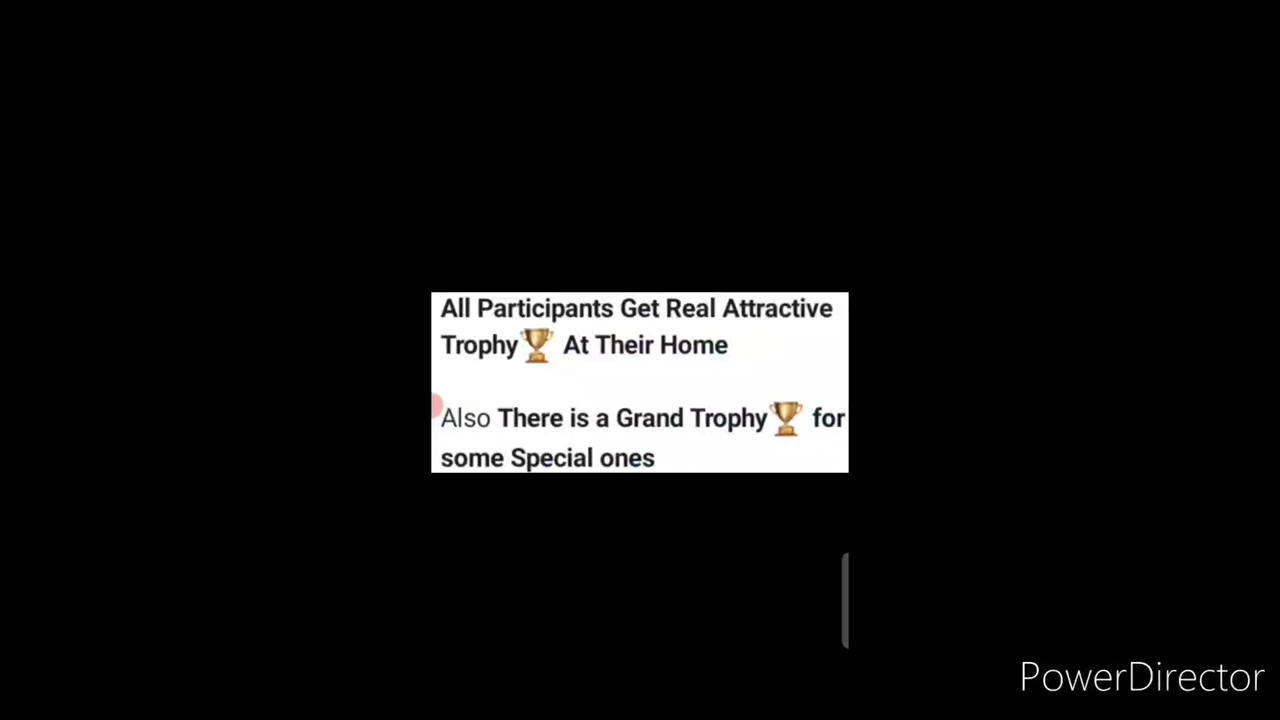 All Participants Get Real Attractive
Trophy🏆 At Their Home
Also There is a Grand Trophy🏆 for
some Special ones
PowerDirector